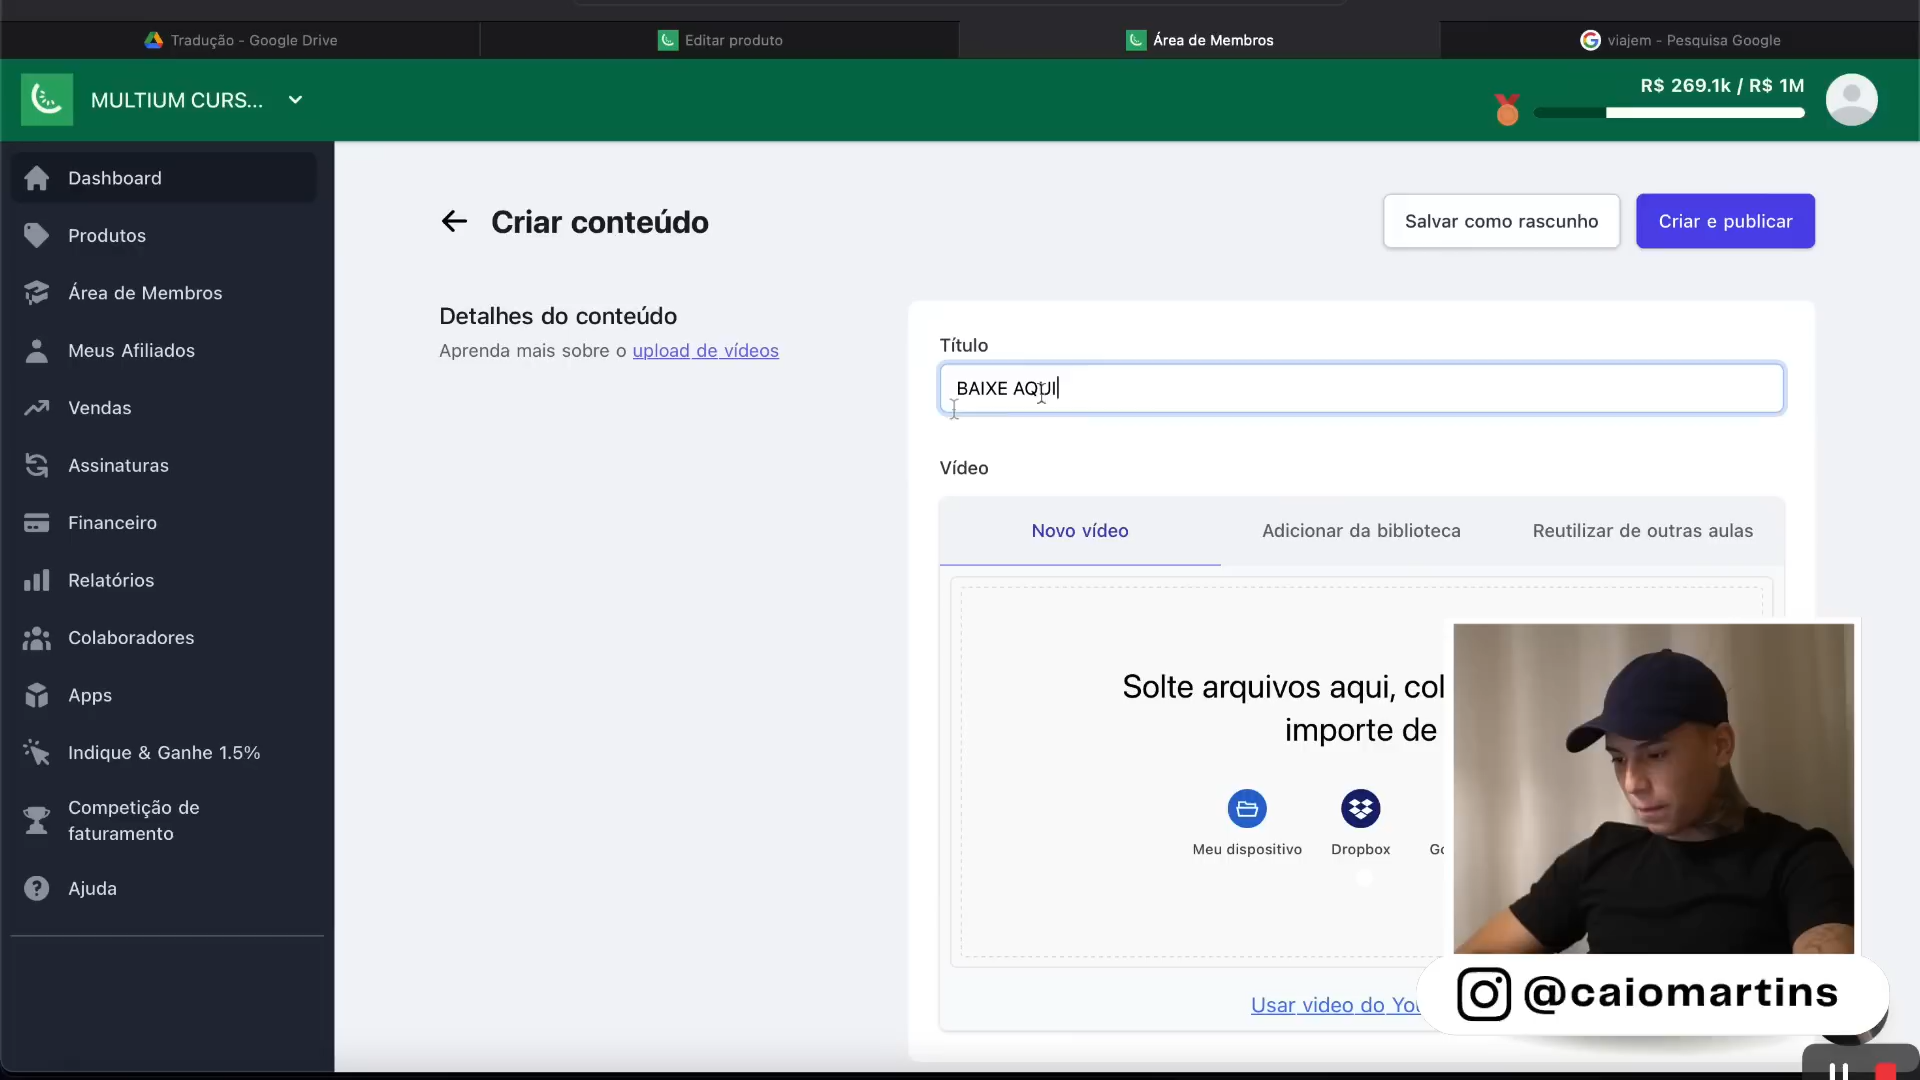 Tradução - Google Drive
Editar produto
Área de Membros
viajem - Pesquisa Google
MULTIUM CURS...
R$ 269.1k / R$ 1M
Dashboard
Produtos
Área de Membros
Meus Afiliados
Vendas
Assinaturas
Financeiro
Relatórios
Colaboradores
Apps
Indique & Ganhe 1.5%
Competição de
faturamento
Ajuda
Criar conteúdo
Salvar como rascunho
Criar e publicar
Detalhes do conteúdo
Aprenda mais sobre o upload de vídeos
Título
BAIXE AQUI
Vídeo
Novo vídeo
Adicionar da biblioteca
Reutilizar de outras aulas
Solte arquivos aqui, col
importe de
Meu dispositivo
Dropbox
Go
Usar video do You
@caiomartins